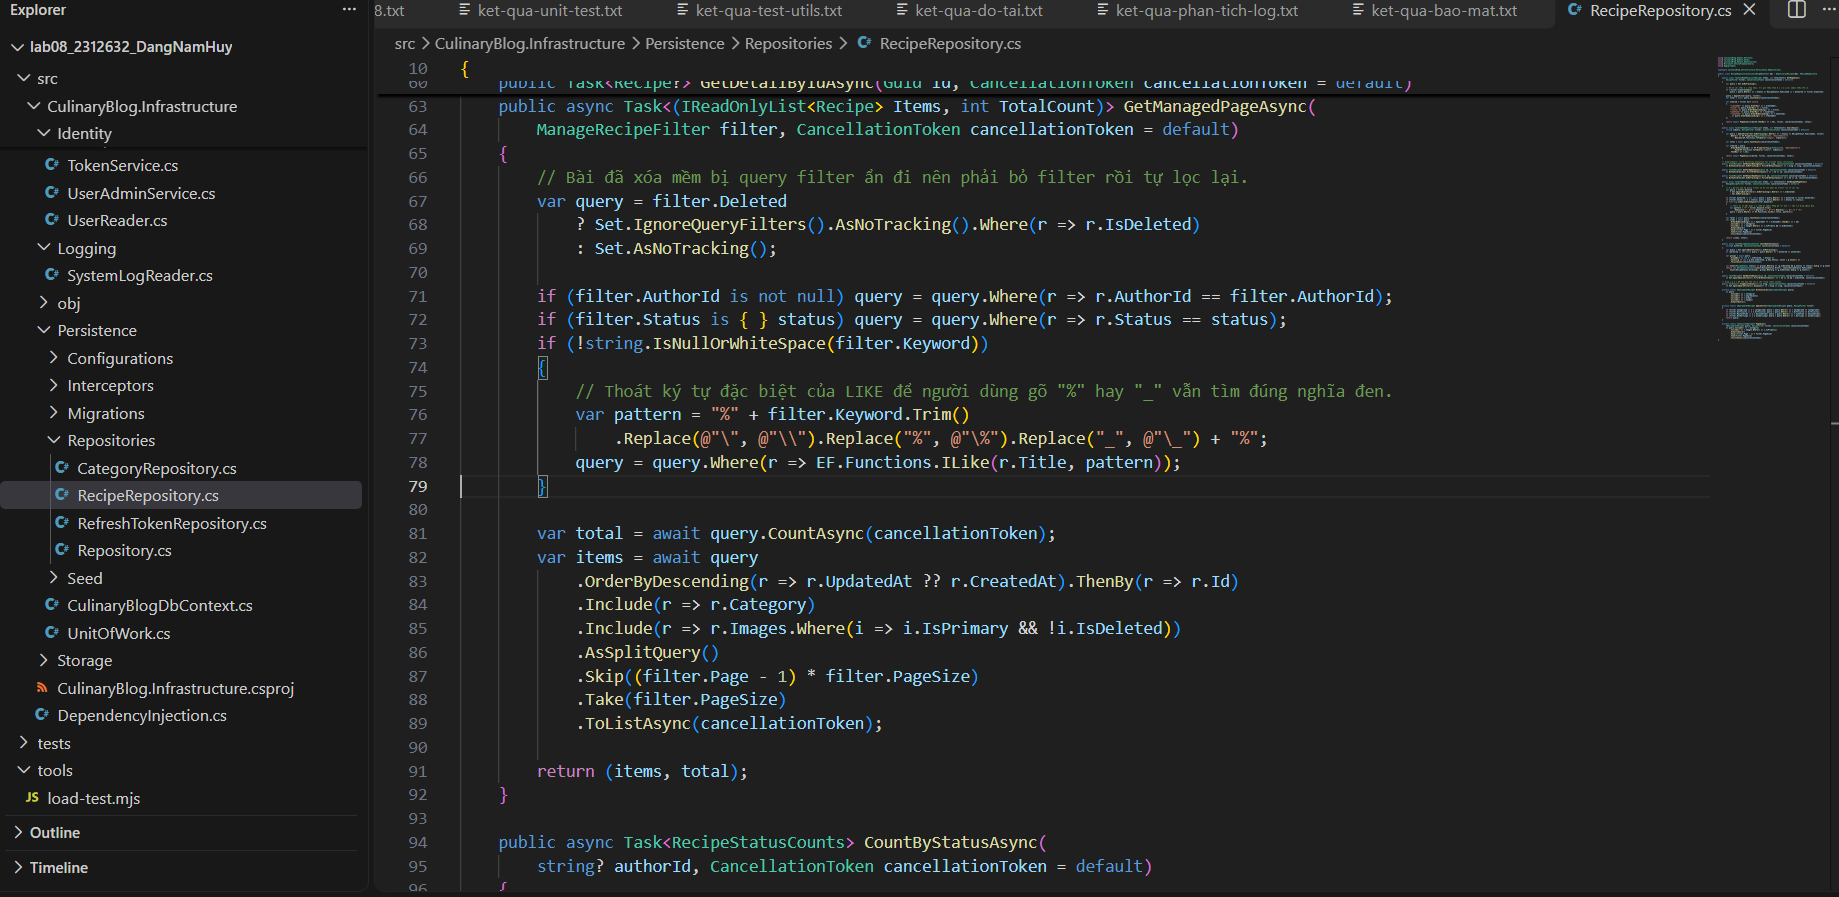 Explorer
lab08_2312632_DangNamHuy
src
CulinaryBlog.Infrastructure
Identity
TokenService.cs
UserAdminService.cs
UserReader.cs
Logging
SystemLogReader.cs
obj
Persistence
Configurations
Interceptors
Migrations
Repositories
CategoryRepository.cs
RecipeRepository.cs
RefreshTokenRepository.cs
Repository.cs
Seed
CulinaryBlogDbContext.cs
UnitOfWork.cs
Storage
CulinaryBlog.Infrastructure.csproj
DependencyInjection.cs
tests
tools
JS load-test.mjs
Outline
Timeline
8.txt ket-qua-unit-test.txt ket-qua-test-utils.txt ket-qua-do-tai.txt ket-qua-phan-tich-log.txt ket-qua-bao-mat.txt RecipeRepository.cs
src > CulinaryBlog.Infrastructure > Persistence > Repositories > RecipeRepository.cs
10 {
60 public Task<Recipe?> GetDetailByIdAsync(Guid id, CancellationToken cancellationToken = default)
63 public async Task<(IReadOnlyList<Recipe> Items, int TotalCount)> GetManagedPageAsync(
64 ManageRecipeFilter filter, CancellationToken cancellationToken = default)
65 {
66 // Bài đã xóa mềm bị query filter ẩn đi nên phải bỏ filter rồi tự lọc lại.
67 var query = filter.Deleted
68 ? Set.IgnoreQueryFilters().AsNoTracking().Where(r => r.IsDeleted)
69 : Set.AsNoTracking();
70
71 if (filter.AuthorId is not null) query = query.Where(r => r.AuthorId == filter.AuthorId);
72 if (filter.Status is { } status) query = query.Where(r => r.Status == status);
73 if (!string.IsNullOrWhiteSpace(filter.Keyword))
74 {
75 // Thoát ký tự đặc biệt của LIKE để người dùng gõ "%" hay "_" vẫn tìm đúng nghĩa đen.
76 var pattern = "%" + filter.Keyword.Trim()
77 .Replace(@"\", @"\\").Replace("%", @"\%").Replace("_", @"\_") + "%";
78 query = query.Where(r => EF.Functions.ILike(r.Title, pattern));
79 }
80
81 var total = await query.CountAsync(cancellationToken);
82 var items = await query
83 .OrderByDescending(r => r.UpdatedAt ?? r.CreatedAt).ThenBy(r => r.Id)
84 .Include(r => r.Category)
85 .Include(r => r.Images.Where(i => i.IsPrimary && !i.IsDeleted))
86 .AsSplitQuery()
87 .Skip((filter.Page - 1) * filter.PageSize)
88 .Take(filter.PageSize)
89 .ToListAsync(cancellationToken);
90
91 return (items, total);
92 }
93
94 public async Task<RecipeStatusCounts> CountByStatusAsync(
95 string? authorId, CancellationToken cancellationToken = default)
96 {